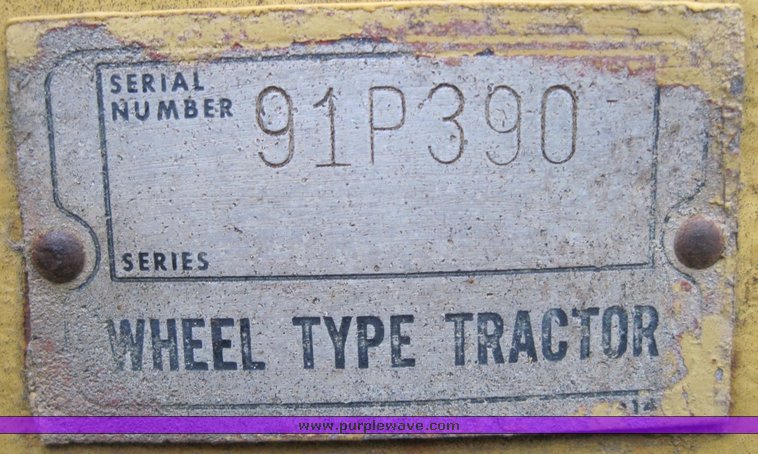 SERIAL
NUMBER 91P390
SERIES
WHEEL TYPE TRACTOR
www.purplewave.com